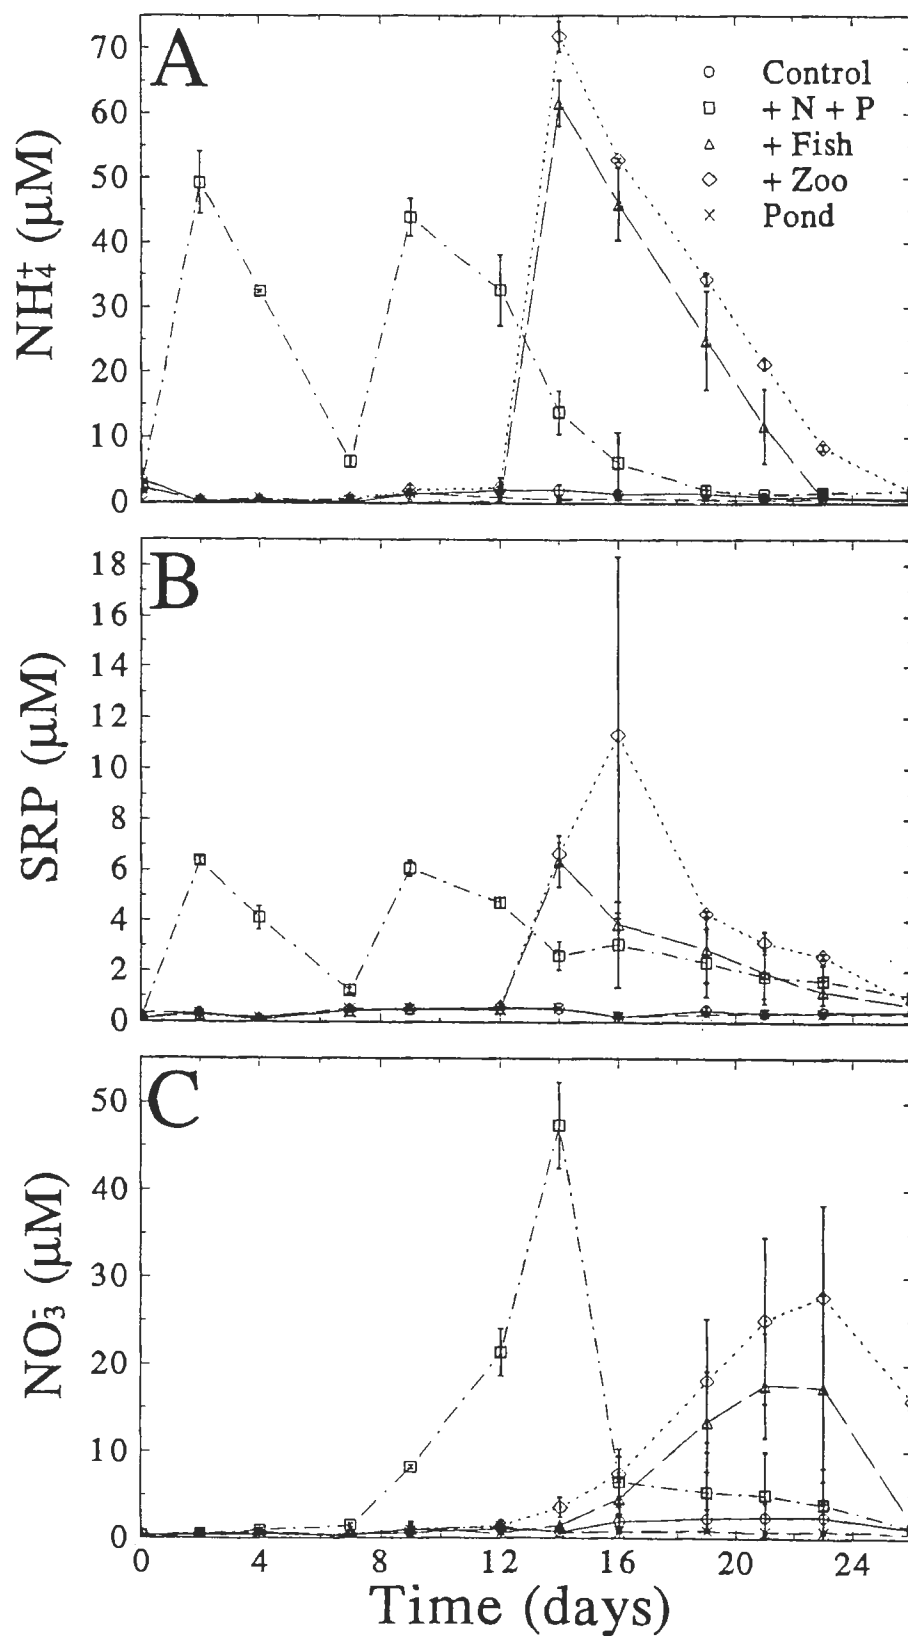 A
70
60
50
40
30
20
10
0
NH₄⁺ (μM)
Control
+ N + P
+ Fish
+ Zoo
Pond
B
18
16
14
12
10
8
6
4
2
0
SRP (μM)
C
50
40
30
20
10
0
NO₃⁻ (μM)
0 4 8 12 16 20 24
Time (days)